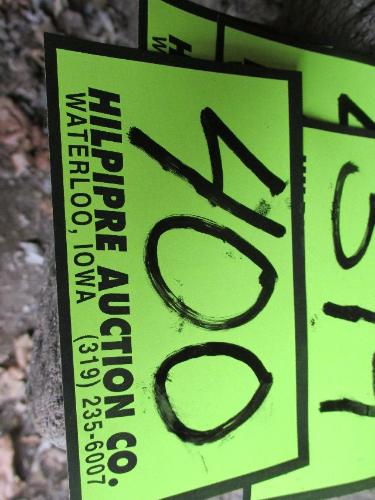 400
HILPIPRE AUCTION CO.
WATERLOO, IOWA (319) 235-6007